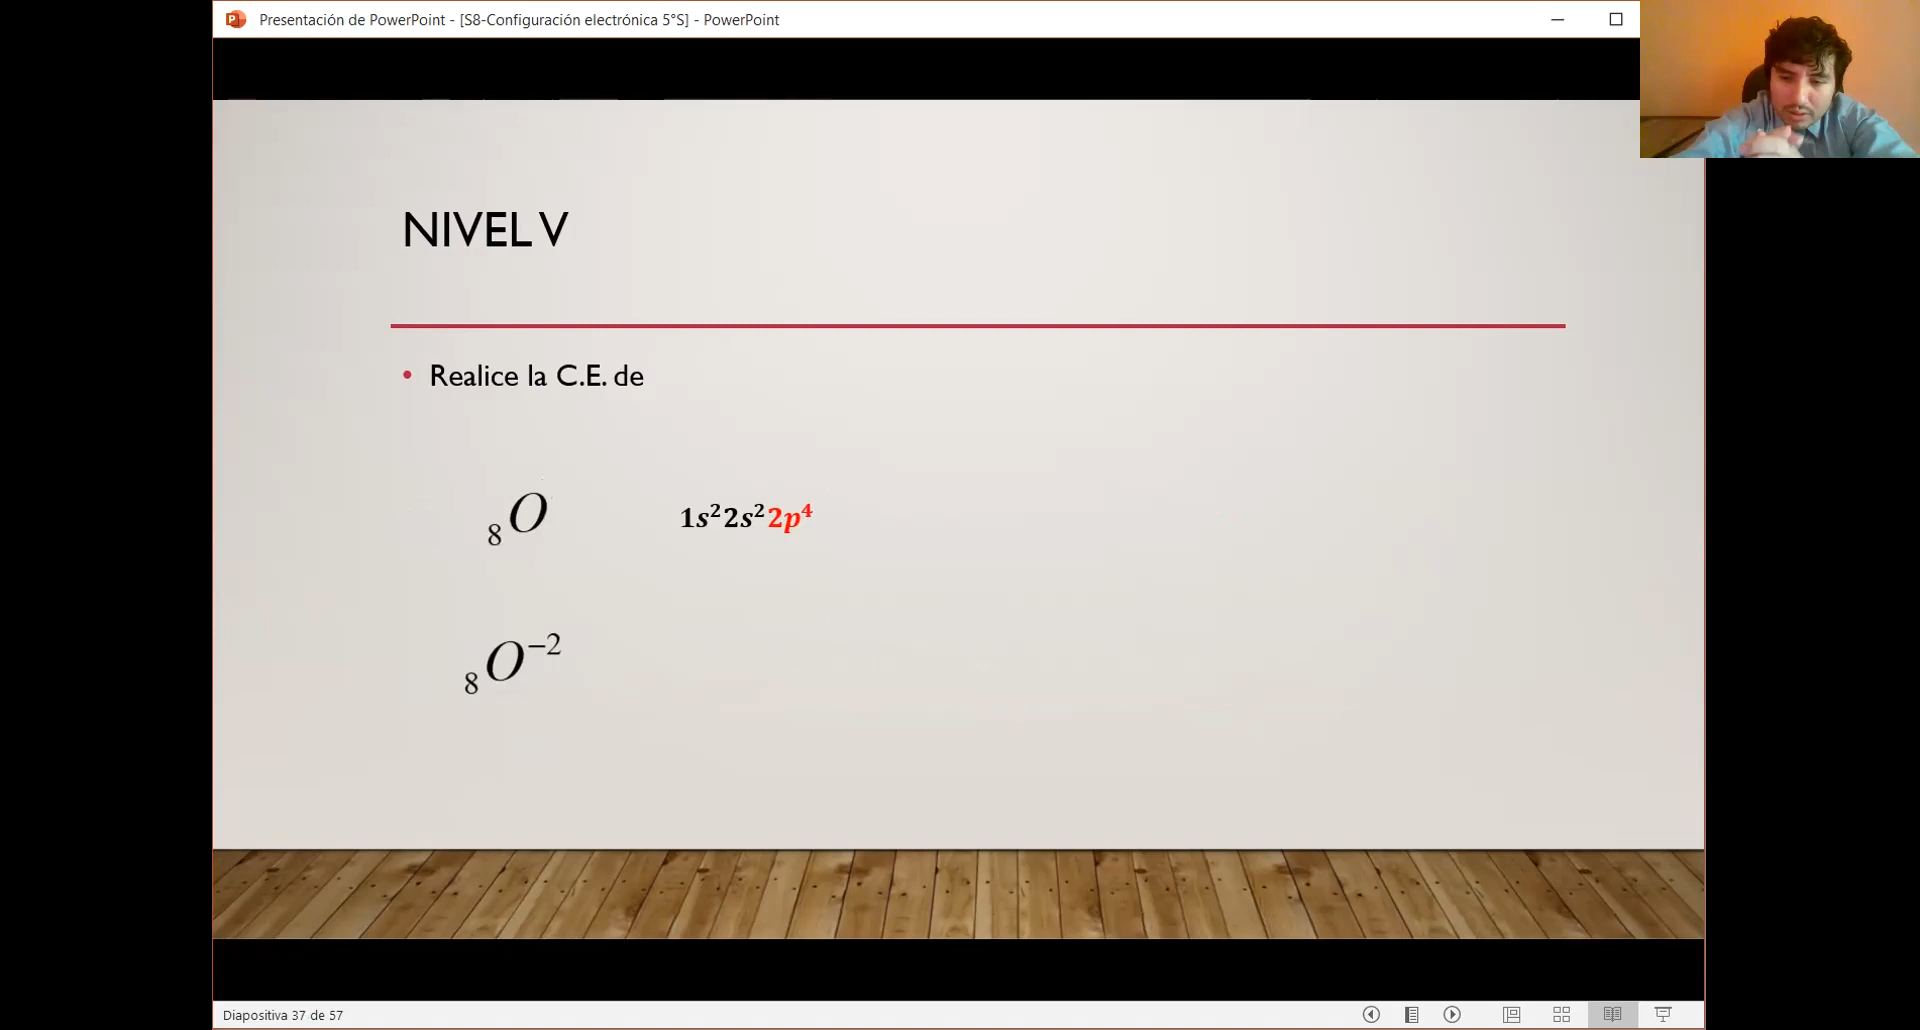 Presentación de PowerPoint - [S8-Configuración electrónica 5°S] - PowerPoint
NIVEL V
• Realice la C.E. de
₈O 1s²2s²2p⁴
₈O⁻²
Diapositiva 37 de 57